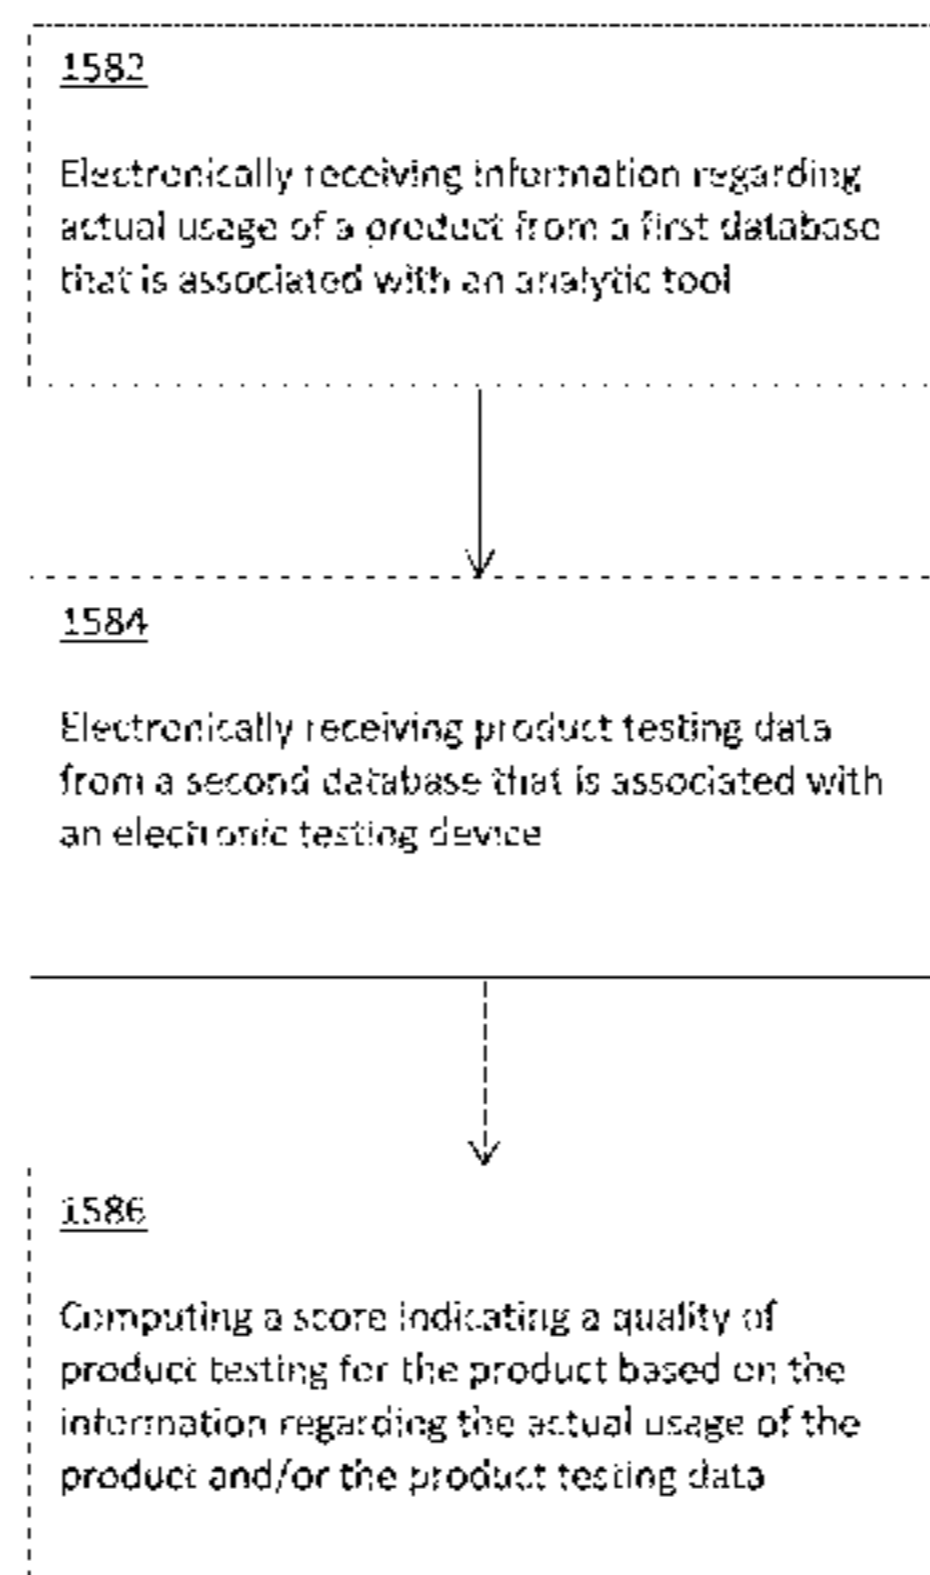 1582
Electronically receiving information regarding
actual usage of a product from a first database
that is associated with an analytic tool
1584
Electronically receiving product testing data
from a second database that is associated with
an electronic testing device
1586
Computing a score indicating a quality of
product testing for the product based on the
information regarding the actual usage of the
product and/or the product testing data